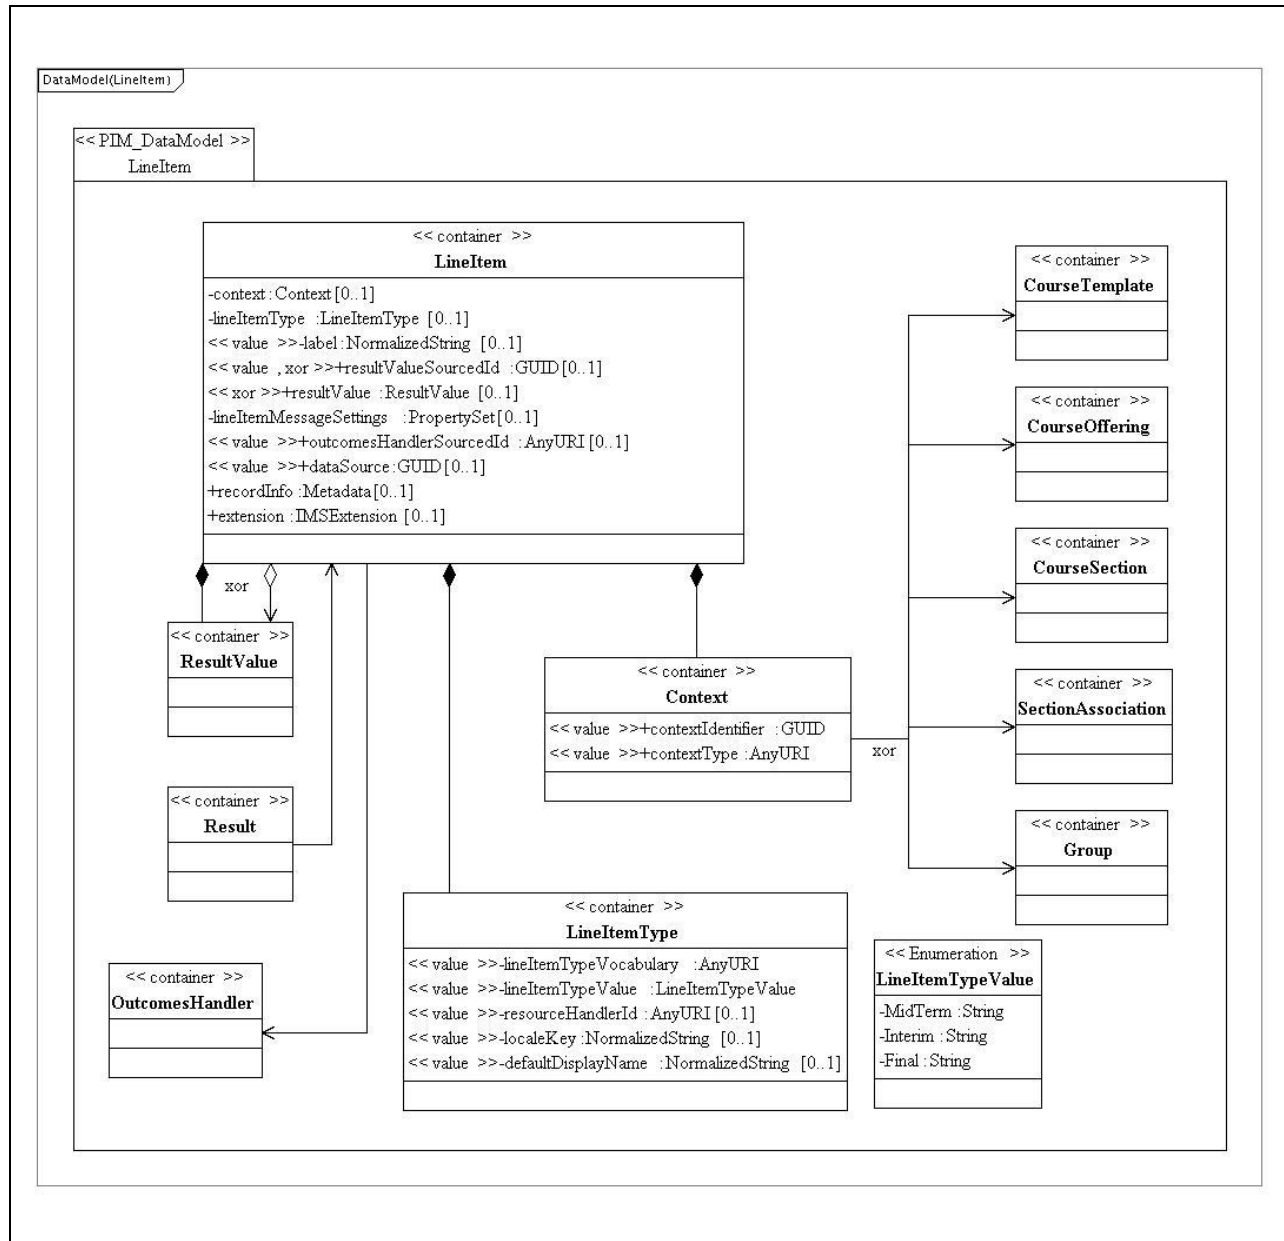 DataModel(LineItem)
<< PIM_DataModel >>
LineItem
<< container >>
LineItem
-context : Context [0..1]
-lineItemType : LineItemType [0..1]
<< value >>-label : NormalizedString [0..1]
<< value , xor >>+resultValueSourcedId : GUID [0..1]
<< xor >>+resultValue : ResultValue [0..1]
-lineItemMessageSettings : PropertySet [0..1]
<< value >>+outcomesHandlerSourcedId : AnyURI [0..1]
<< value >>+dataSource : GUID [0..1]
+recordInfo : Metadata [0..1]
+extension : IMSExtension [0..1]
xor
<< container >>
ResultValue
<< container >>
Result
<< container >>
OutcomesHandler
<< container >>
Context
<< value >>+contextIdentifier : GUID
<< value >>+contextType : AnyURI
xor
<< container >>
LineItemType
<< value >>-lineItemTypeVocabulary : AnyURI
<< value >>-lineItemTypeValue : LineItemTypeValue
<< value >>-resourceHandlerId : AnyURI [0..1]
<< value >>-localeKey : NormalizedString [0..1]
<< value >>-defaultDisplayName : NormalizedString [0..1]
<< container >>
CourseTemplate
<< container >>
CourseOffering
<< container >>
CourseSection
<< container >>
SectionAssociation
<< container >>
Group
<< Enumeration >>
LineItemTypeValue
-MidTerm : String
-Interim : String
-Final : String